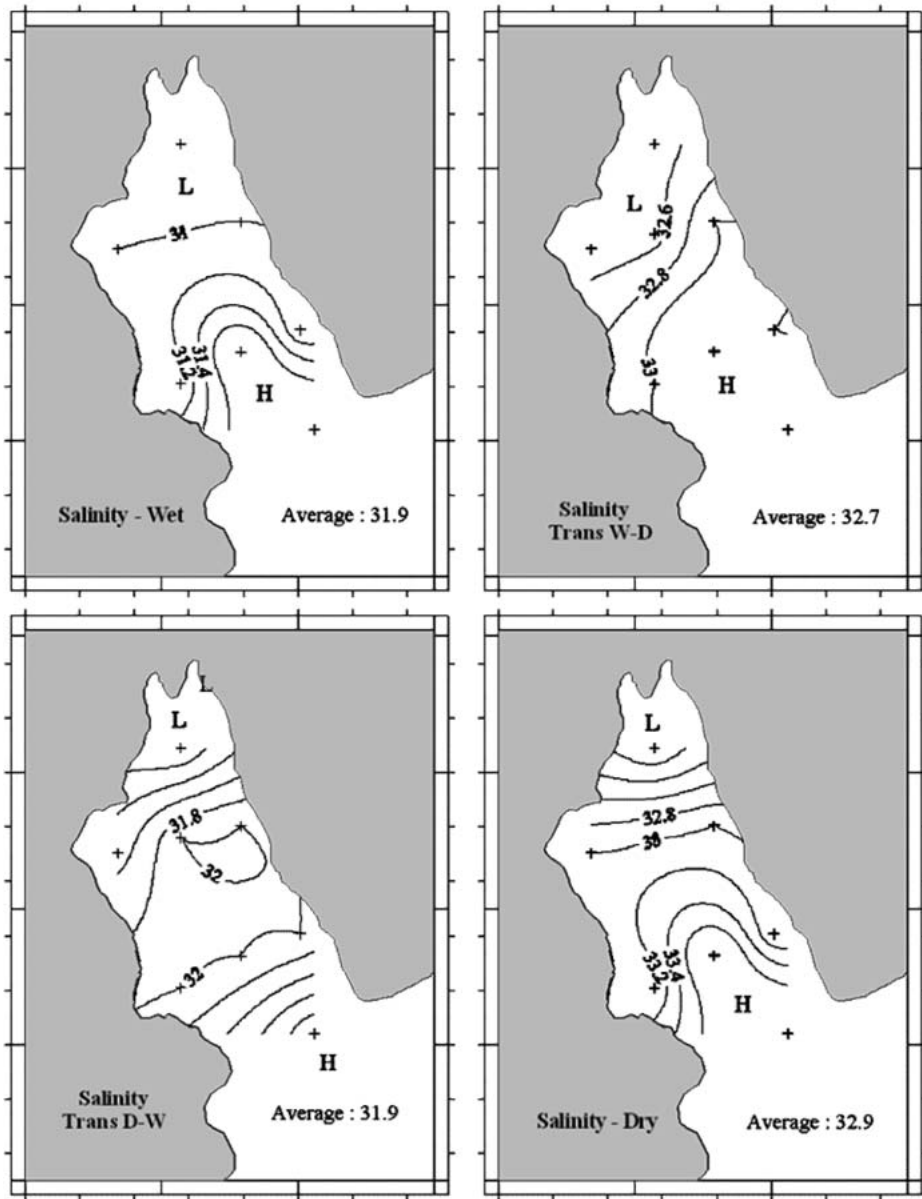 L
31
31.2
31.4
H
Salinity - Wet
Average : 31.9
L
32.6
32.8
33
H
Salinity
Trans W-D
Average : 32.7
L
L
31.8
32
32
H
Salinity
Trans D-W
Average : 31.9
L
32.8
33.2
33.4
H
Salinity - Dry
Average : 32.9